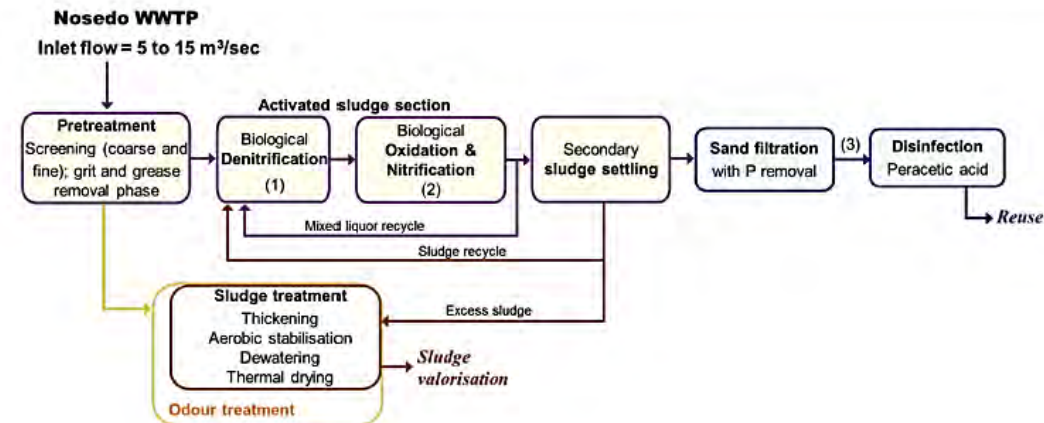 Nosedo WWTP
Inlet flow = 5 to 15 m³/sec
Activated sludge section
Pretreatment
Screening (coarse and
fine); grit and grease
removal phase
Biological
Denitrification
(1)
Biological
Oxidation &
Nitrification
(2)
Secondary
sludge settling
Sand filtration
with P removal
(3)
Disinfection
Peracetic acid
Reuse
Mixed liquor recycle
Sludge recycle
Excess sludge
Sludge treatment
Thickening
Aerobic stabilisation
Dewatering
Thermal drying
Sludge
valorisation
Odour treatment